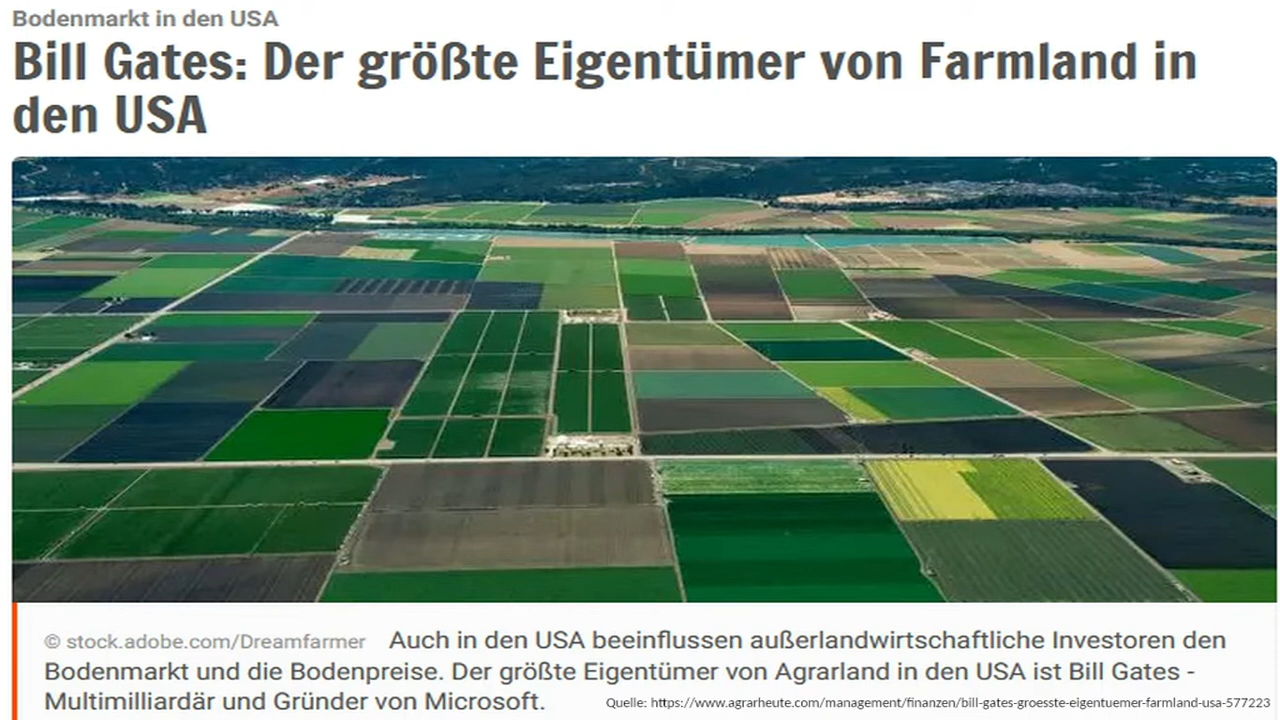 Bodenmarkt in den USA
Bill Gates: Der größte Eigentümer von Farmland in
den USA
© stock.adobe.com/Dreamfarmer Auch in den USA beeinflussen außerlandwirtschaftliche Investoren den
Bodenmarkt und die Bodenpreise. Der größte Eigentümer von Agrarland in den USA ist Bill Gates -
Multimilliardär und Gründer von Microsoft.
Quelle: https://www.agrarheute.com/management/finanzen/bill-gates-groesste-eigentuemer-farmland-usa-577223